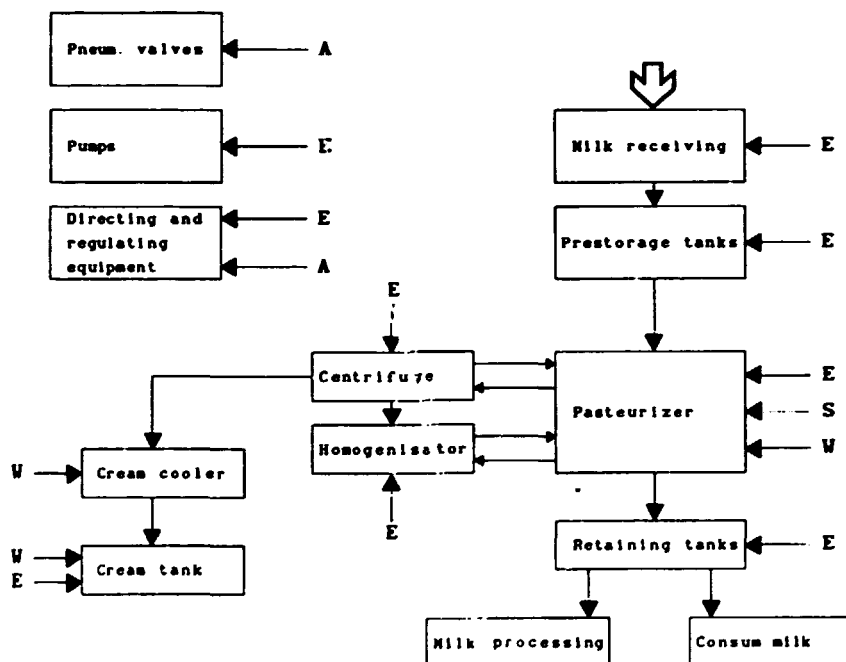 Pneum. valves
A
Pumps
E
Directing and
regulating
equipment
E
A
Milk receiving
E
Prestorage tanks
E
E
Centrifuge
Pasteurizer
E
S
W
Homogenisator
E
W
Cream cooler
W
E
Cream tank
Retaining tanks
E
Milk processing
Consum milk